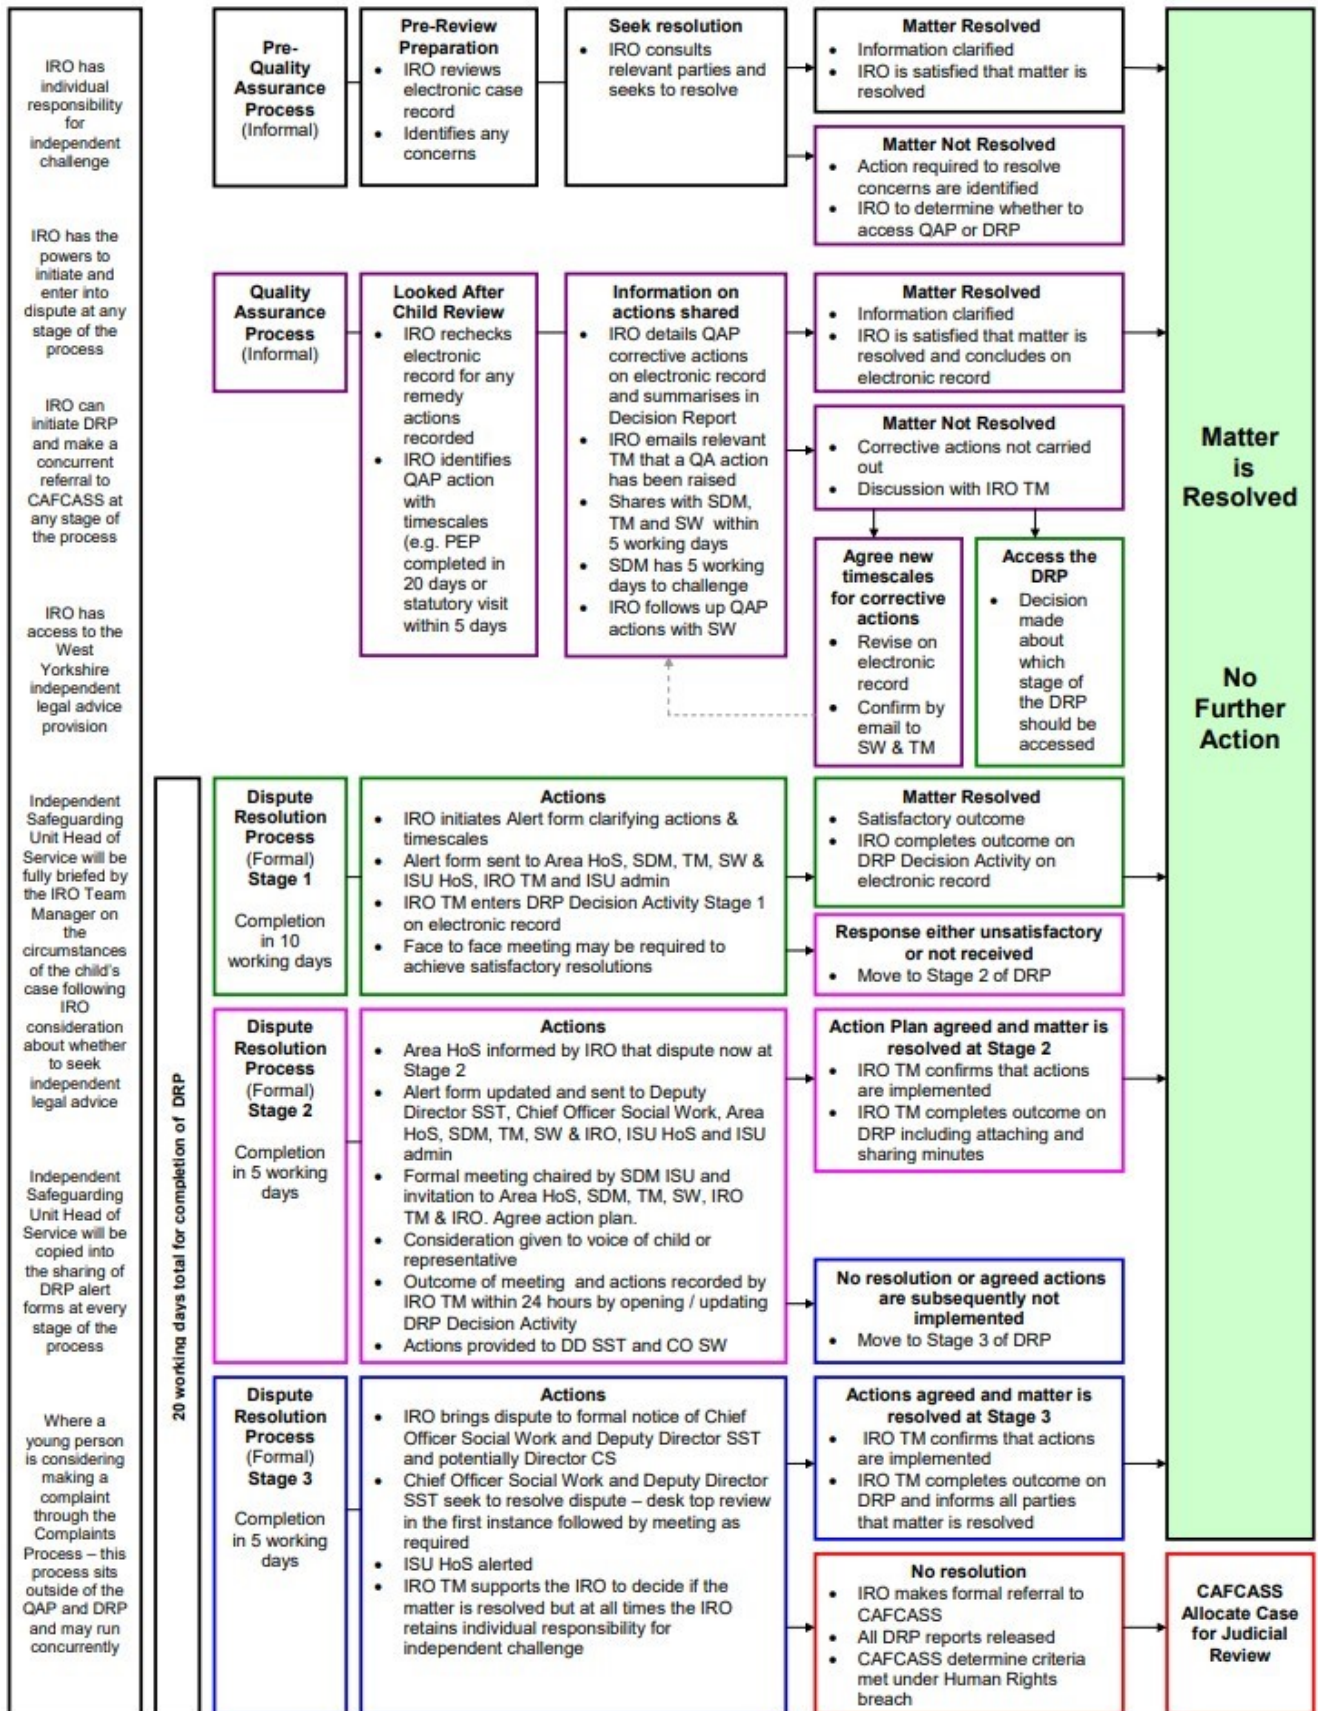 IRO has
individual
responsibility
for
independent
challenge
IRO has the
powers to
initiate and
enter into
dispute at any
stage of the
process
IRO can
initiate DRP
and make a
concurrent
referral to
CAFCASS at
any stage of
the process
IRO has
access to the
West
Yorkshire
independent
legal advice
provision
Independent
Safeguarding
Unit Head of
Service will be
fully briefed by
the IRO Team
Manager on
the
circumstances
of the child's
case following
IRO
consideration
about whether
to seek
independent
legal advice
Independent
Safeguarding
Unit Head of
Service will be
copied into
the sharing of
DRP alert
forms at every
stage of the
process
Where a
young person
is considering
making a
complaint
through the
Complaints
Process – this
process sits
outside of the
QAP and DRP
and may run
concurrently
Pre-
Quality
Assurance
Process
(Informal)
Pre-Review
Preparation
• IRO reviews
electronic case
record
• Identifies any
concerns
Seek resolution
• IRO consults
relevant parties and
seeks to resolve
Matter Resolved
• Information clarified
• IRO is satisfied that matter is
resolved
Matter Not Resolved
• Action required to resolve
concerns are identified
• IRO to determine whether to
access QAP or DRP
Quality
Assurance
Process
(Informal)
Looked After
Child Review
• IRO rechecks
electronic
record for any
remedy
actions
recorded
• IRO identifies
QAP action
with
timescales
(e.g. PEP
completed in
20 days or
statutory visit
within 5 days
Information on
actions shared
• IRO details QAP
corrective actions
on electronic record
and summarises in
Decision Report
• IRO emails relevant
TM that a QA action
has been raised
• Shares with SDM,
TM and SW within
5 working days
• SDM has 5 working
days to challenge
• IRO follows up QAP
actions with SW
Matter Resolved
• Information clarified
• IRO is satisfied that matter is
resolved and concludes on
electronic record
Matter Not Resolved
• Corrective actions not carried
out
• Discussion with IRO TM
Agree new
timescales
for corrective
actions
• Revise on
electronic
record
• Confirm by
email to
SW & TM
Access the
DRP
• Decision
made
about
which
stage of
the DRP
should be
accessed
20 working days total for completion of DRP
Dispute
Resolution
Process
(Formal)
Stage 1
Completion
in 10
working days
Actions
• IRO initiates Alert form clarifying actions &
timescales
• Alert form sent to Area HoS, SDM, TM, SW &
ISU HoS, IRO TM and ISU admin
• IRO TM enters DRP Decision Activity Stage 1
on electronic record
• Face to face meeting may be required to
achieve satisfactory resolutions
Matter Resolved
• Satisfactory outcome
• IRO completes outcome on
DRP Decision Activity on
electronic record
Response either unsatisfactory
or not received
• Move to Stage 2 of DRP
Dispute
Resolution
Process
(Formal)
Stage 2
Completion
in 5 working
days
Actions
• Area HoS informed by IRO that dispute now at
Stage 2
• Alert form updated and sent to Deputy
Director SST, Chief Officer Social Work, Area
HoS, SDM, TM, SW & IRO, ISU HoS and ISU
admin
• Formal meeting chaired by SDM ISU and
invitation to Area HoS, SDM, TM, SW, IRO
TM & IRO. Agree action plan.
• Consideration given to voice of child or
representative
• Outcome of meeting and actions recorded by
IRO TM within 24 hours by opening / updating
DRP Decision Activity
• Actions provided to DD SST and CO SW
Action Plan agreed and matter is
resolved at Stage 2
• IRO TM confirms that actions
are implemented
• IRO TM completes outcome on
DRP including attaching and
sharing minutes
No resolution or agreed actions
are subsequently not
implemented
• Move to Stage 3 of DRP
Dispute
Resolution
Process
(Formal)
Stage 3
Completion
in 5 working
days
Actions
• IRO brings dispute to formal notice of Chief
Officer Social Work and Deputy Director SST
and potentially Director CS
• Chief Officer Social Work and Deputy Director
SST seek to resolve dispute – desk top review
in the first instance followed by meeting as
required
• ISU HoS alerted
• IRO TM supports the IRO to decide if the
matter is resolved but at all times the IRO
retains individual responsibility for
independent challenge
Actions agreed and matter is
resolved at Stage 3
• IRO TM confirms that actions
are implemented
• IRO TM completes outcome on
DRP and informs all parties
that matter is resolved
No resolution
• IRO makes formal referral to
CAFCASS
• All DRP reports released
• CAFCASS determine criteria
met under Human Rights
breach
Matter
is
Resolved
No
Further
Action
CAFCASS
Allocate Case
for Judicial
Review